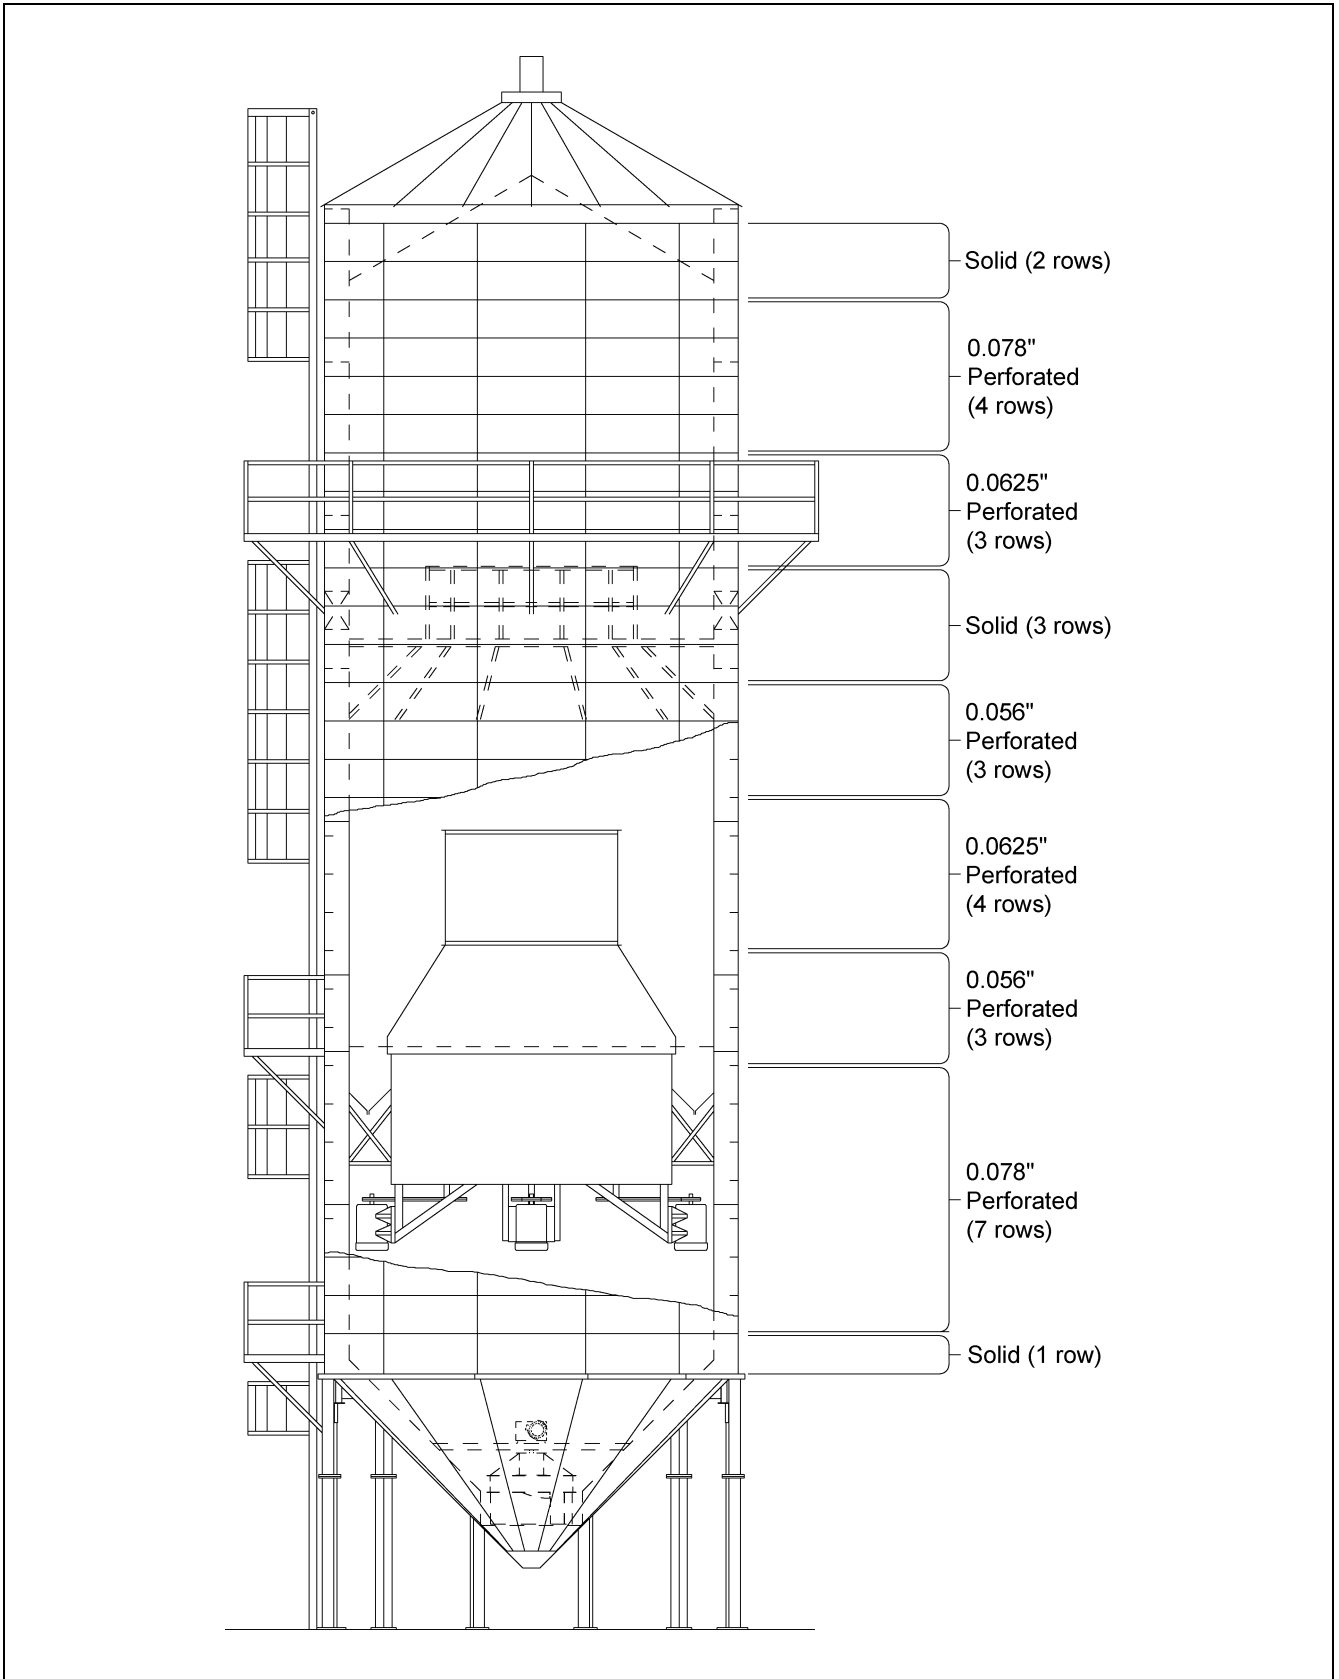 Solid (2 rows)
0.078"
Perforated
(4 rows)
0.0625"
Perforated
(3 rows)
Solid (3 rows)
0.056"
Perforated
(3 rows)
0.0625"
Perforated
(4 rows)
0.056"
Perforated
(3 rows)
0.078"
Perforated
(7 rows)
Solid (1 row)